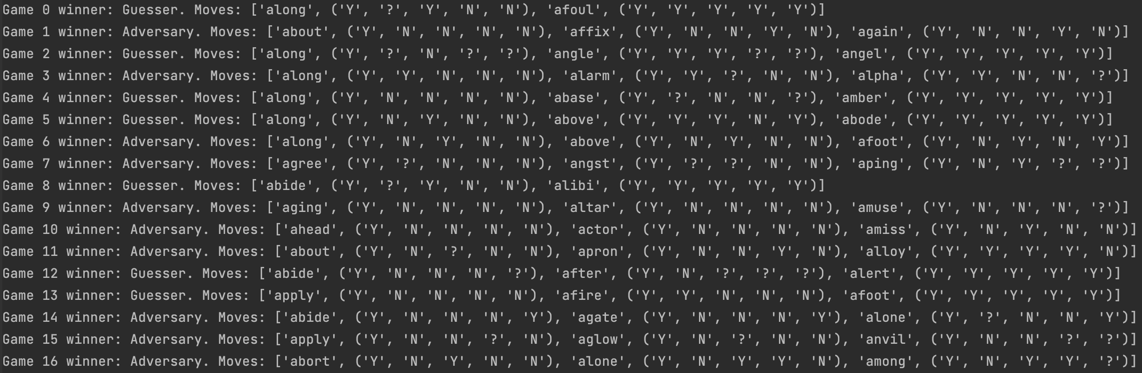 Game 0 winner: Guesser. Moves: ['along', ('Y', '?', 'Y', 'N', 'N'), 'afoul', ('Y', 'Y', 'Y', 'Y', 'Y')]
Game 1 winner: Adversary. Moves: ['about', ('Y', 'N', 'N', 'N', 'N'), 'affix', ('Y', 'N', 'N', 'Y', 'N'), 'again', ('Y', 'N', 'N', 'Y', 'N')]
Game 2 winner: Guesser. Moves: ['along', ('Y', '?', 'N', '?', '?'), 'angle', ('Y', 'Y', 'Y', '?', '?'), 'angel', ('Y', 'Y', 'Y', 'Y', 'Y')]
Game 3 winner: Adversary. Moves: ['along', ('Y', 'Y', 'N', 'N', 'N'), 'alarm', ('Y', 'Y', '?', 'N', 'N'), 'alpha', ('Y', 'Y', 'N', 'N', '?')]
Game 4 winner: Guesser. Moves: ['along', ('Y', 'N', 'N', 'N', 'N'), 'abase', ('Y', '?', 'N', 'N', '?'), 'amber', ('Y', 'Y', 'Y', 'Y', 'Y')]
Game 5 winner: Guesser. Moves: ['along', ('Y', 'N', 'Y', 'N', 'N'), 'above', ('Y', 'Y', 'Y', 'N', 'Y'), 'abode', ('Y', 'Y', 'Y', 'Y', 'Y')]
Game 6 winner: Adversary. Moves: ['along', ('Y', 'N', 'Y', 'N', 'N'), 'above', ('Y', 'N', 'Y', 'N', 'N'), 'afoot', ('Y', 'N', 'Y', 'N', 'Y')]
Game 7 winner: Adversary. Moves: ['agree', ('Y', '?', 'N', 'N', 'N'), 'angst', ('Y', '?', '?', 'N', 'N'), 'aping', ('Y', 'N', 'Y', '?', '?')]
Game 8 winner: Guesser. Moves: ['abide', ('Y', '?', 'Y', 'N', 'N'), 'alibi', ('Y', 'Y', 'Y', 'Y', 'Y')]
Game 9 winner: Adversary. Moves: ['aging', ('Y', 'N', 'N', 'N', 'N'), 'altar', ('Y', 'N', 'N', 'N', 'N'), 'amuse', ('Y', 'N', 'N', 'N', '?')]
Game 10 winner: Adversary. Moves: ['ahead', ('Y', 'N', 'N', 'N', 'N'), 'actor', ('Y', 'N', 'N', 'N', 'N'), 'amiss', ('Y', 'N', 'Y', 'N', 'N')]
Game 11 winner: Adversary. Moves: ['about', ('Y', 'N', '?', 'N', 'N'), 'apron', ('Y', 'N', 'N', 'Y', 'N'), 'alloy', ('Y', 'Y', 'Y', 'Y', 'N')]
Game 12 winner: Guesser. Moves: ['abide', ('Y', 'N', 'N', 'N', '?'), 'after', ('Y', 'N', '?', '?', '?'), 'alert', ('Y', 'Y', 'Y', 'Y', 'Y')]
Game 13 winner: Guesser. Moves: ['apply', ('Y', 'N', 'N', 'N', 'N'), 'afire', ('Y', 'Y', 'N', 'N', 'N'), 'afoot', ('Y', 'Y', 'Y', 'Y', 'Y')]
Game 14 winner: Adversary. Moves: ['abide', ('Y', 'N', 'N', 'N', 'Y'), 'agate', ('Y', 'N', 'N', 'N', 'Y'), 'alone', ('Y', '?', 'N', 'N', 'Y')]
Game 15 winner: Adversary. Moves: ['apply', ('Y', 'N', 'N', '?', 'N'), 'aglow', ('Y', 'N', '?', 'N', 'N'), 'anvil', ('Y', 'N', 'N', '?', '?')]
Game 16 winner: Adversary. Moves: ['abort', ('Y', 'N', 'Y', 'N', 'N'), 'alone', ('Y', 'N', 'Y', 'Y', 'N'), 'among', ('Y', 'N', 'Y', 'Y', '?')]